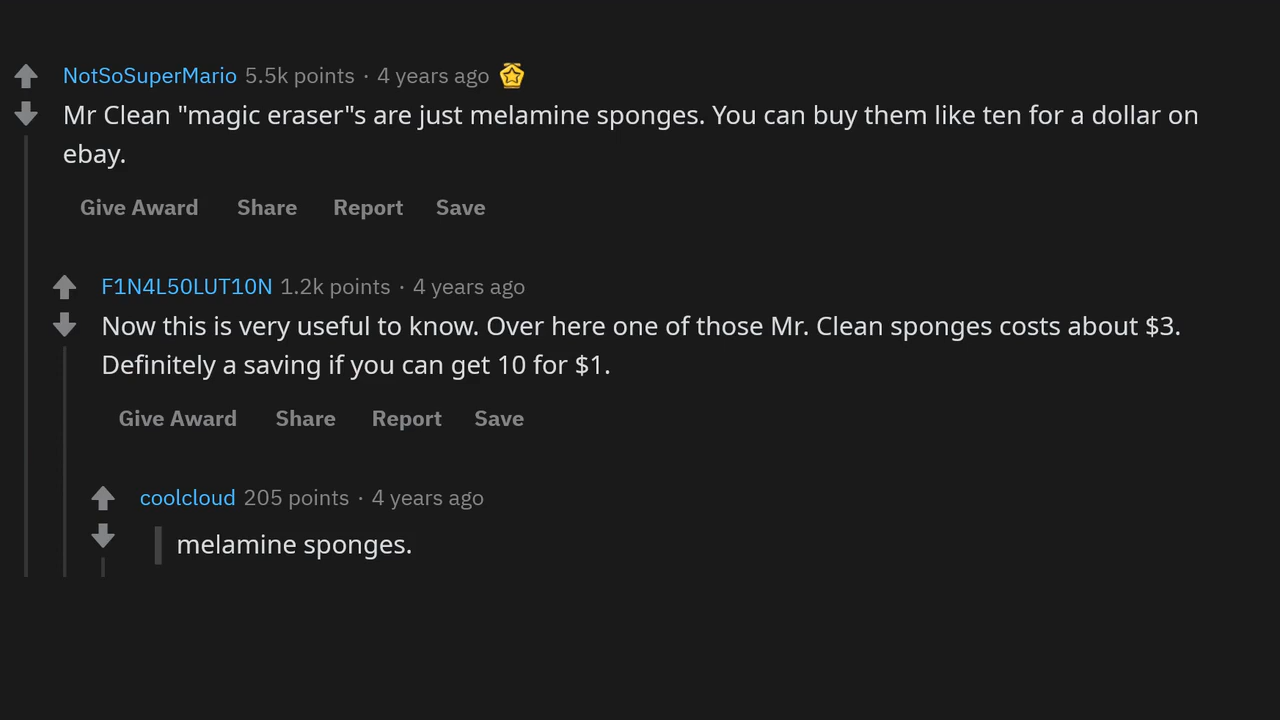 NotSoSuperMario 5.5k points · 4 years ago
Mr Clean "magic eraser"s are just melamine sponges. You can buy them like ten for a dollar on
ebay.
Give Award Share Report Save
F1N4L50LUT10N 1.2k points · 4 years ago
Now this is very useful to know. Over here one of those Mr. Clean sponges costs about $3.
Definitely a saving if you can get 10 for $1.
Give Award Share Report Save
coolcloud 205 points · 4 years ago
melamine sponges.